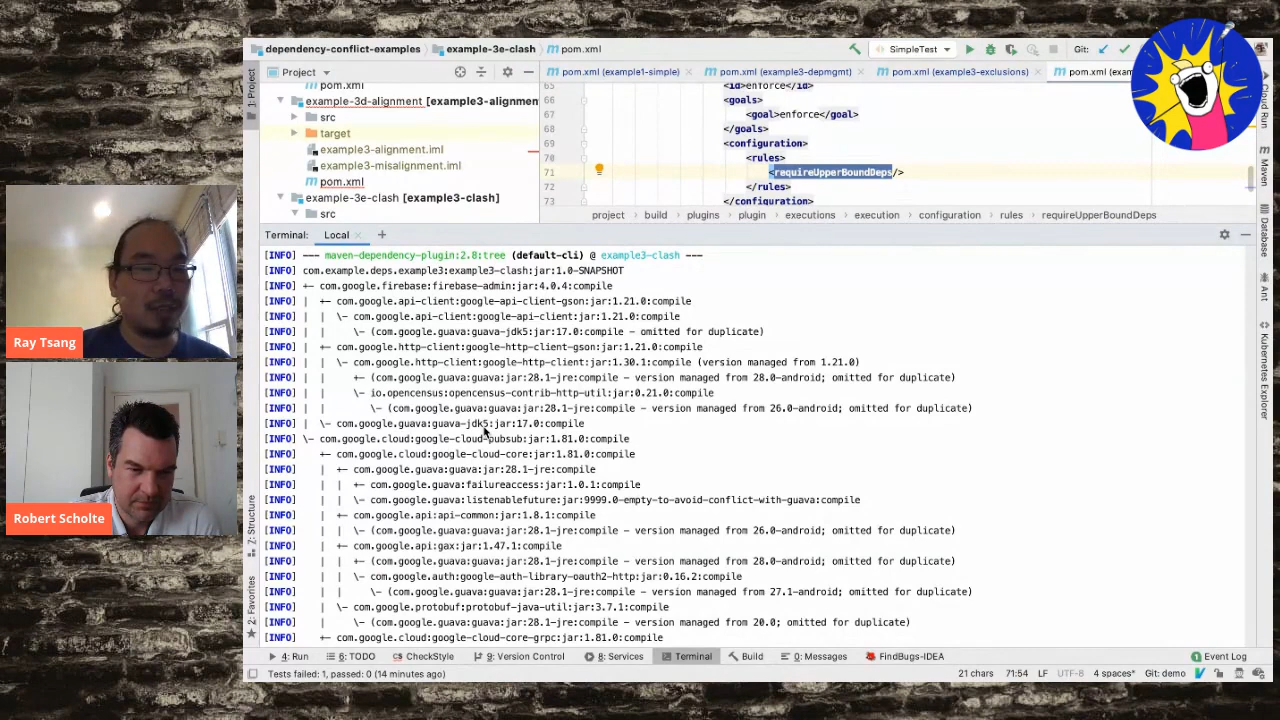 dependency-conflict-examples
example-3e-clash
pom.xml
SimpleTest
Git:
1: Project
Project
pom.xml (example1-simple)
pom.xml (example3-depmgmt)
pom.xml (example3-exclusions)
pom.xml (exam
pom.xml
example-3d-alignment [example3-alignmen
src
target
example3-alignment.iml
example3-misalignment.iml
pom.xml
example-3e-clash [example3-clash]
src
65 <id>enforce</id>
66 <goals>
67 <goal>enforce</goal>
68 </goals>
69 <configuration>
70 <rules>
71 <requireUpperBoundDeps/>
72 </rules>
73 </configuration>
project
build
plugins
plugin
executions
execution
configuration
rules
requireUpperBoundDeps
Terminal: Local +
[INFO] --- maven-dependency-plugin:2.8:tree (default-cli) @ example3-clash ---
[INFO] com.example.deps.example3:example3-clash:jar:1.0-SNAPSHOT
[INFO] +- com.google.firebase:firebase-admin:jar:4.0.4:compile
[INFO] |  +- com.google.api-client:google-api-client-gson:jar:1.21.0:compile
[INFO] |  |  \- com.google.api-client:google-api-client:jar:1.21.0:compile
[INFO] |  |     \- (com.google.guava:guava-jdk5:jar:17.0:compile - omitted for duplicate)
[INFO] |  +- com.google.http-client:google-http-client-gson:jar:1.21.0:compile
[INFO] |  |  \- com.google.http-client:google-http-client:jar:1.30.1:compile (version managed from 1.21.0)
[INFO] |  |     +- (com.google.guava:guava:jar:28.1-jre:compile - version managed from 28.0-android; omitted for duplicate)
[INFO] |  |     \- io.opencensus:opencensus-contrib-http-util:jar:0.21.0:compile
[INFO] |  |        \- (com.google.guava:guava:jar:28.1-jre:compile - version managed from 26.0-android; omitted for duplicate)
[INFO] |  \- com.google.guava:guava-jdk5:jar:17.0:compile
[INFO] \- com.google.cloud:google-cloud-pubsub:jar:1.81.0:compile
[INFO]    +- com.google.cloud:google-cloud-core:jar:1.81.0:compile
[INFO]    |  +- com.google.guava:guava:jar:28.1-jre:compile
[INFO]    |  |  +- com.google.guava:failureaccess:jar:1.0.1:compile
[INFO]    |  |  \- com.google.guava:listenablefuture:jar:9999.0-empty-to-avoid-conflict-with-guava:compile
[INFO]    |  +- com.google.api:api-common:jar:1.8.1:compile
[INFO]    |  |  \- (com.google.guava:guava:jar:28.1-jre:compile - version managed from 26.0-android; omitted for duplicate)
[INFO]    |  +- com.google.api:gax:jar:1.47.1:compile
[INFO]    |  |  +- (com.google.guava:guava:jar:28.1-jre:compile - version managed from 28.0-android; omitted for duplicate)
[INFO]    |  |  \- com.google.auth:google-auth-library-oauth2-http:jar:0.16.2:compile
[INFO]    |  |     \- (com.google.guava:guava:jar:28.1-jre:compile - version managed from 27.1-android; omitted for duplicate)
[INFO]    |  \- com.google.protobuf:protobuf-java-util:jar:3.7.1:compile
[INFO]    |     \- (com.google.guava:guava:jar:28.1-jre:compile - version managed from 20.0; omitted for duplicate)
[INFO]    +- com.google.cloud:google-cloud-core-grpc:jar:1.81.0:compile
Z: Structure
2: Favorites
Cloud Run
Maven
Database
Ant
Kubernetes Explorer
4: Run
6: TODO
CheckStyle
9: Version Control
8: Services
Terminal
Build
0: Messages
FindBugs-IDEA
Event Log
Tests failed: 1, passed: 0 (14 minutes ago)
21 chars
71:54
LF
UTF-8
4 spaces
Git: demo
Ray Tsang
Robert Scholte